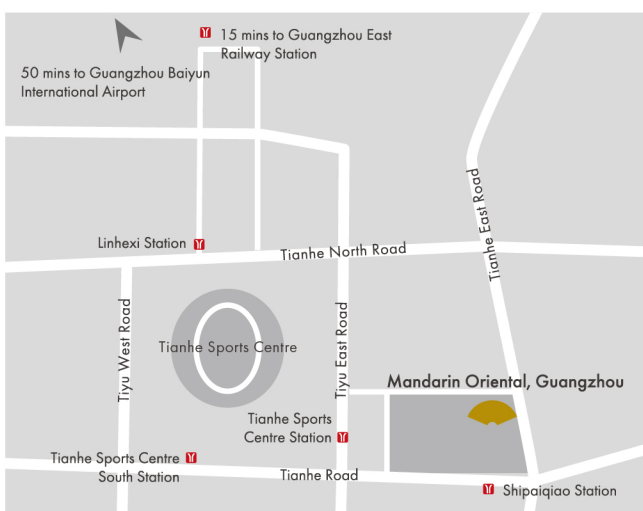 15 mins to Guangzhou East
Railway Station
50 mins to Guangzhou Baiyun
International Airport
Tianhe East Road
Linhexi Station
Tianhe North Road
Tiyu West Road
Tianhe Sports Centre
Tiyu East Road
Mandarin Oriental, Guangzhou
Tianhe Sports
Centre Station
Tianhe Sports Centre
South Station
Tianhe Road
Shipaiqiao Station